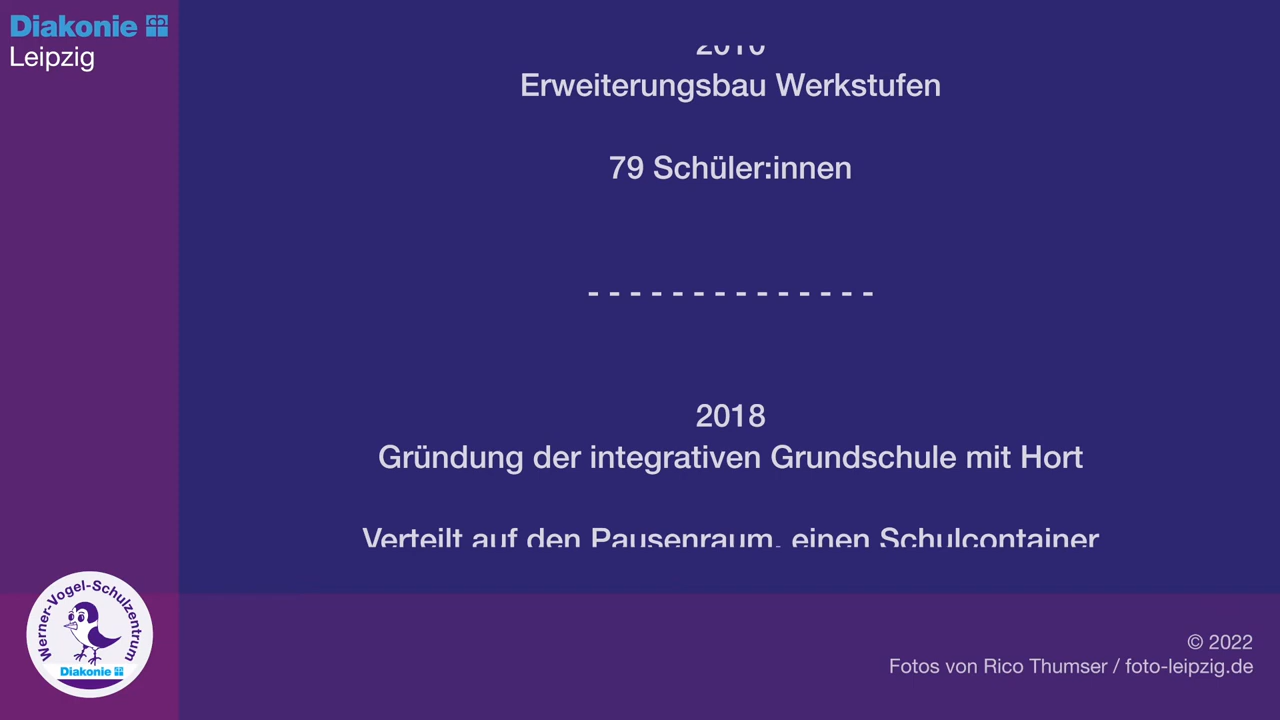 Diakonie
Leipzig
Erweiterungsbau Werkstufen
79 Schüler:innen
- - - - - - - - - - - - - -
2018
Gründung der integrativen Grundschule mit Hort
Verteilt auf den Pausenraum, einen Schulcontainer
Werner-Vogel-Schulzentrum
Diakonie
© 2022
Fotos von Rico Thumser / foto-leipzig.de